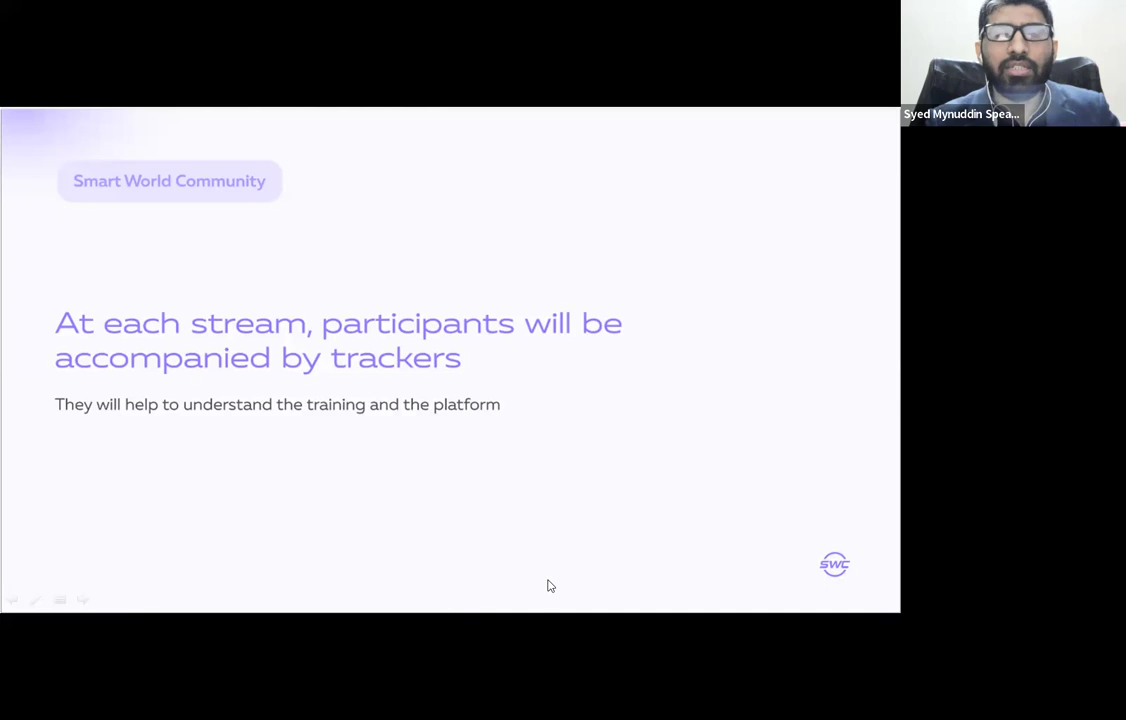 Syed Mynuddin Spea...
Smart World Community
At each stream, participants will be
accompanied by trackers
They will help to understand the training and the platform
SWC